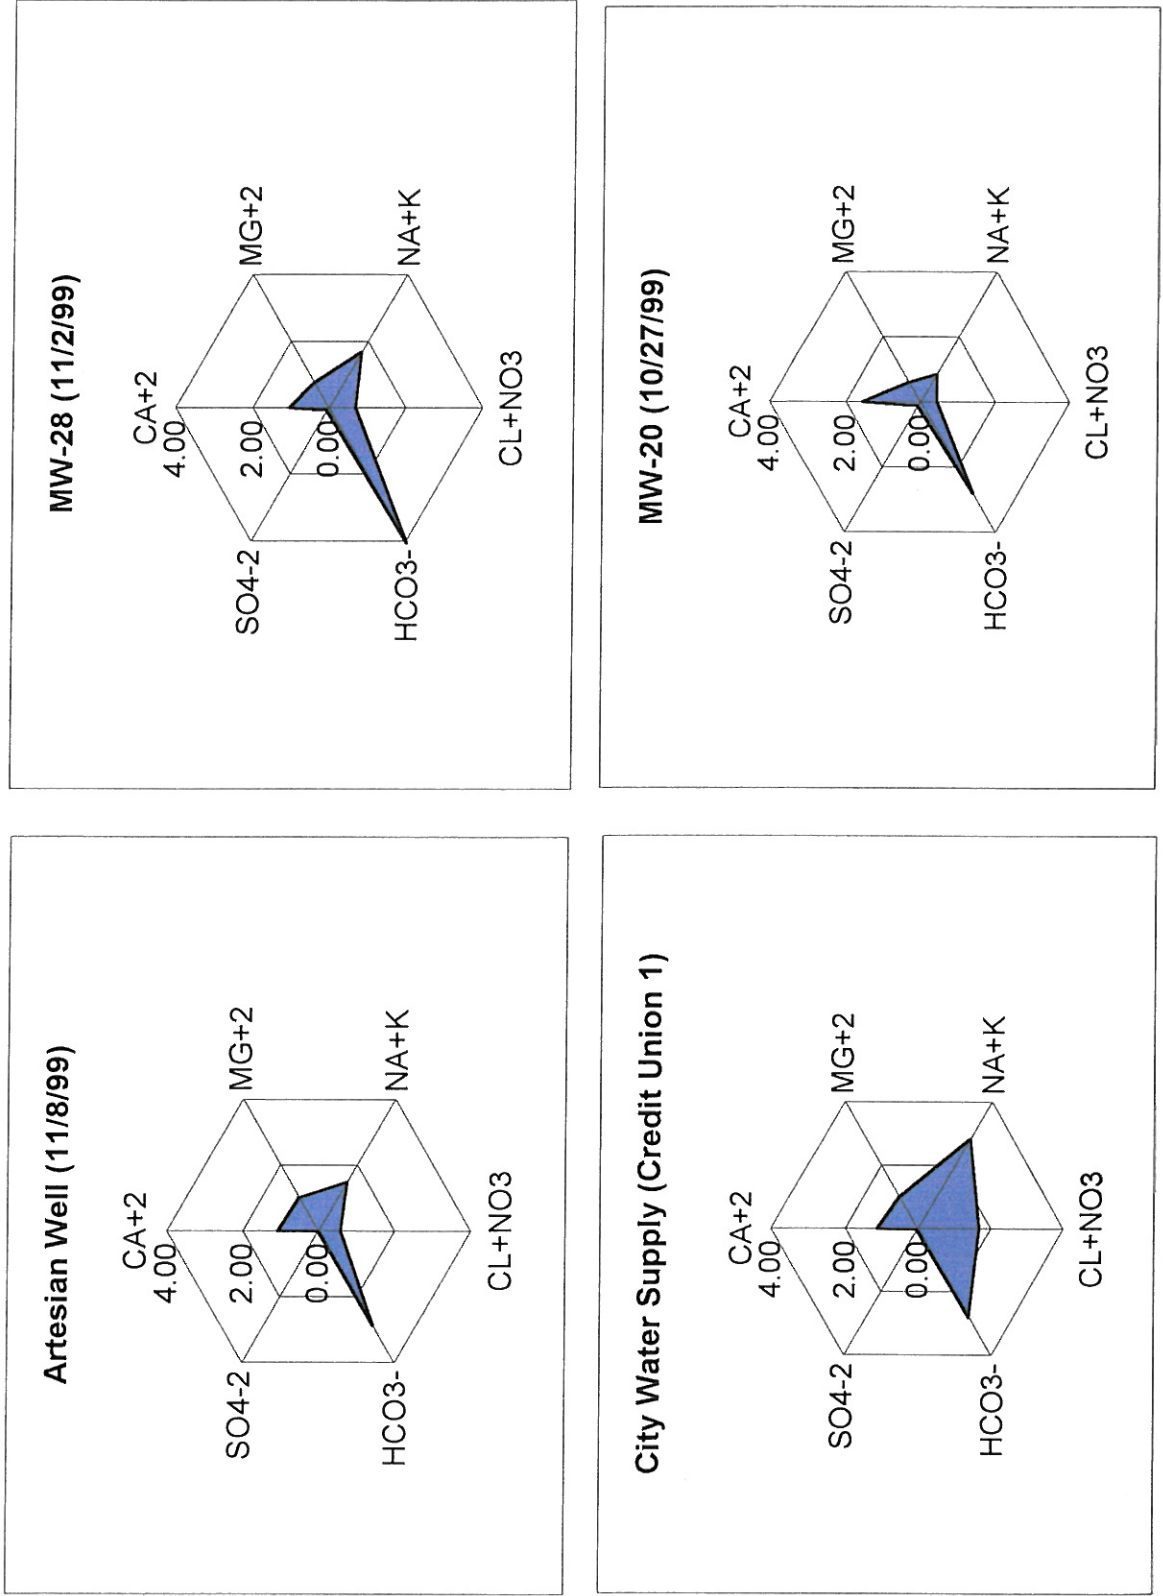 Artesian Well (11/8/99)
CA+2
4.00
SO4-2
2.00
MG+2
0.00
HCO3-
NA+K
CL+NO3
MW-28 (11/2/99)
CA+2
4.00
SO4-2
2.00
MG+2
0.00
HCO3-
NA+K
CL+NO3
City Water Supply (Credit Union 1)
CA+2
4.00
SO4-2
2.00
MG+2
0.00
HCO3-
NA+K
CL+NO3
MW-20 (10/27/99)
CA+2
4.00
SO4-2
2.00
MG+2
0.00
HCO3-
NA+K
CL+NO3